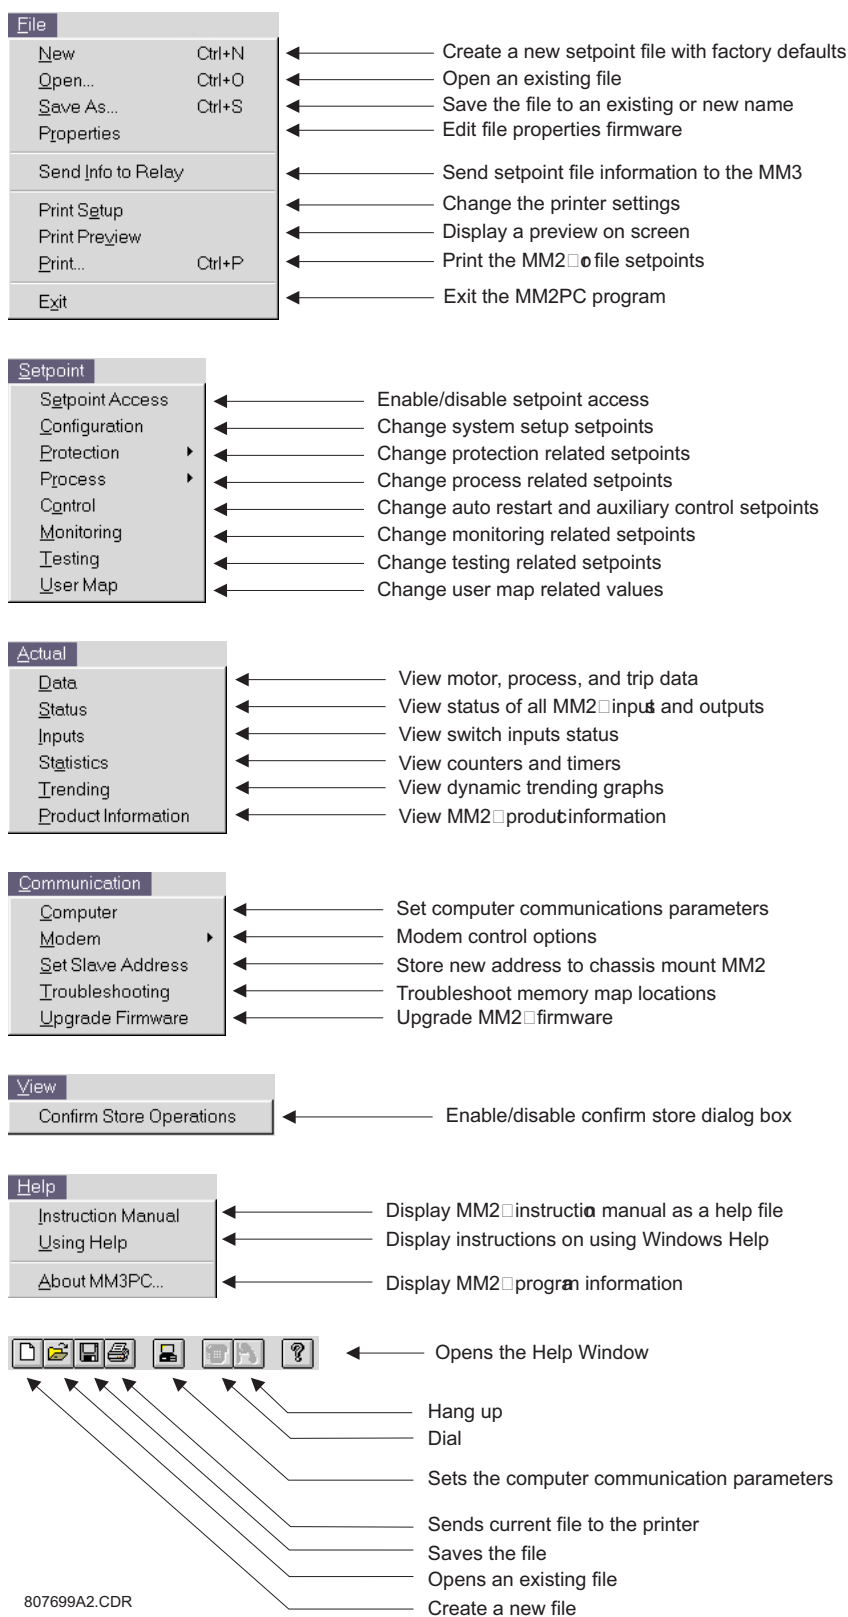 File
New Ctrl+N Create a new setpoint file with factory defaults
Open... Ctrl+O Open an existing file
Save As... Ctrl+S Save the file to an existing or new name
Properties Edit file properties firmware
Send Info to Relay Send setpoint file information to the MM3
Print Setup Change the printer settings
Print Preview Display a preview on screen
Print... Ctrl+P Print the MM2□or file setpoints
Exit Exit the MM2PC program
Setpoint
Setpoint Access Enable/disable setpoint access
Configuration Change system setup setpoints
Protection Change protection related setpoints
Process Change process related setpoints
Control Change auto restart and auxiliary control setpoints
Monitoring Change monitoring related setpoints
Testing Change testing related setpoints
User Map Change user map related values
Actual
Data View motor, process, and trip data
Status View status of all MM2□inputs and outputs
Inputs View switch inputs status
Statistics View counters and timers
Trending View dynamic trending graphs
Product Information View MM2□product information
Communication
Computer Set computer communications parameters
Modem Modem control options
Set Slave Address Store new address to chassis mount MM2
Troubleshooting Troubleshoot memory map locations
Upgrade Firmware Upgrade MM2□firmware
View
Confirm Store Operations Enable/disable confirm store dialog box
Help
Instruction Manual Display MM2□instruction manual as a help file
Using Help Display instructions on using Windows Help
About MM3PC... Display MM2□program information
Opens the Help Window
Hang up
Dial
Sets the computer communication parameters
Sends current file to the printer
Saves the file
Opens an existing file
Create a new file
807699A2.CDR